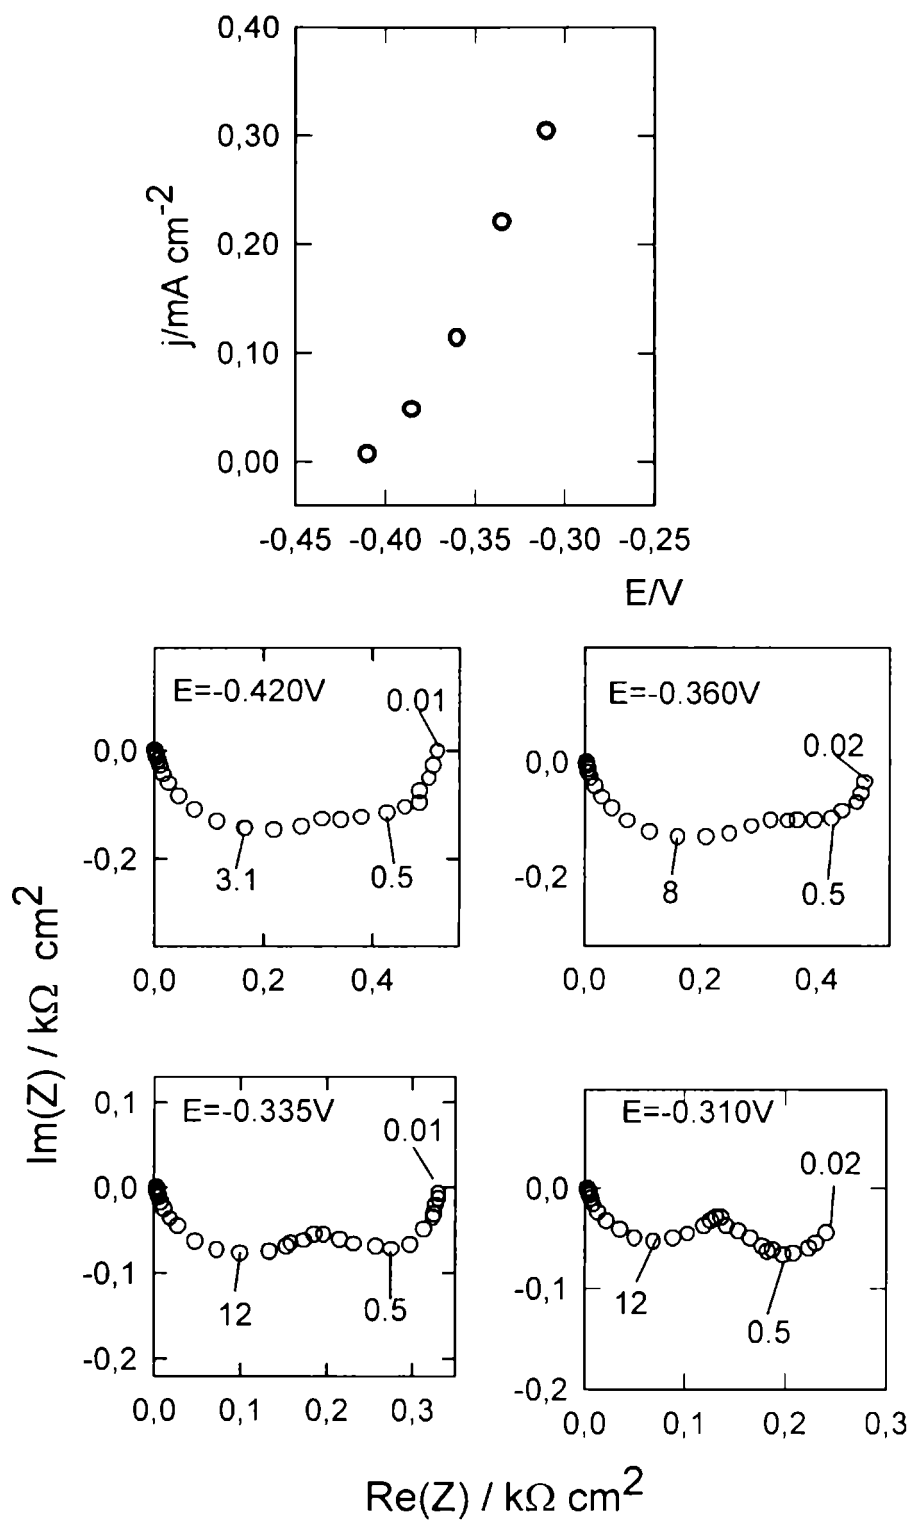 0,40
0,30
0,20
0,10
0,00
j/mA cm-2
-0,45 -0,40 -0,35 -0,30 -0,25
E/V
E=-0.420V
0.01
0,0
-0,2
3.1
0.5
0,0 0,2 0,4
E=-0.360V
0.02
0,0
-0,2
8
0.5
0,0 0,2 0,4
Im(Z) / kΩ cm2
E=-0.335V
0.01
0,1
0,0
-0,1
-0,2
12
0.5
0,0 0,1 0,2 0,3
E=-0.310V
0.02
0,0
-0,1
-0,2
12
0.5
0,0 0,1 0,2 0,3
Re(Z) / kΩ cm2